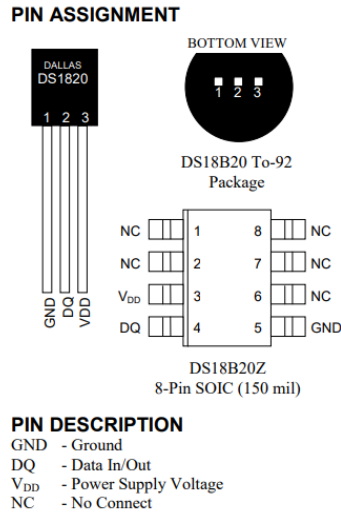 PIN ASSIGNMENT
BOTTOM VIEW
DALLAS
DS1820
1 2 3
1 2 3
GND
DQ
VDD
DS18B20 To-92
Package
NC 1 8 NC
NC 2 7 NC
VDD 3 6 NC
DQ 4 5 GND
DS18B20Z
8-Pin SOIC (150 mil)
PIN DESCRIPTION
GND - Ground
DQ - Data In/Out
VDD - Power Supply Voltage
NC - No Connect